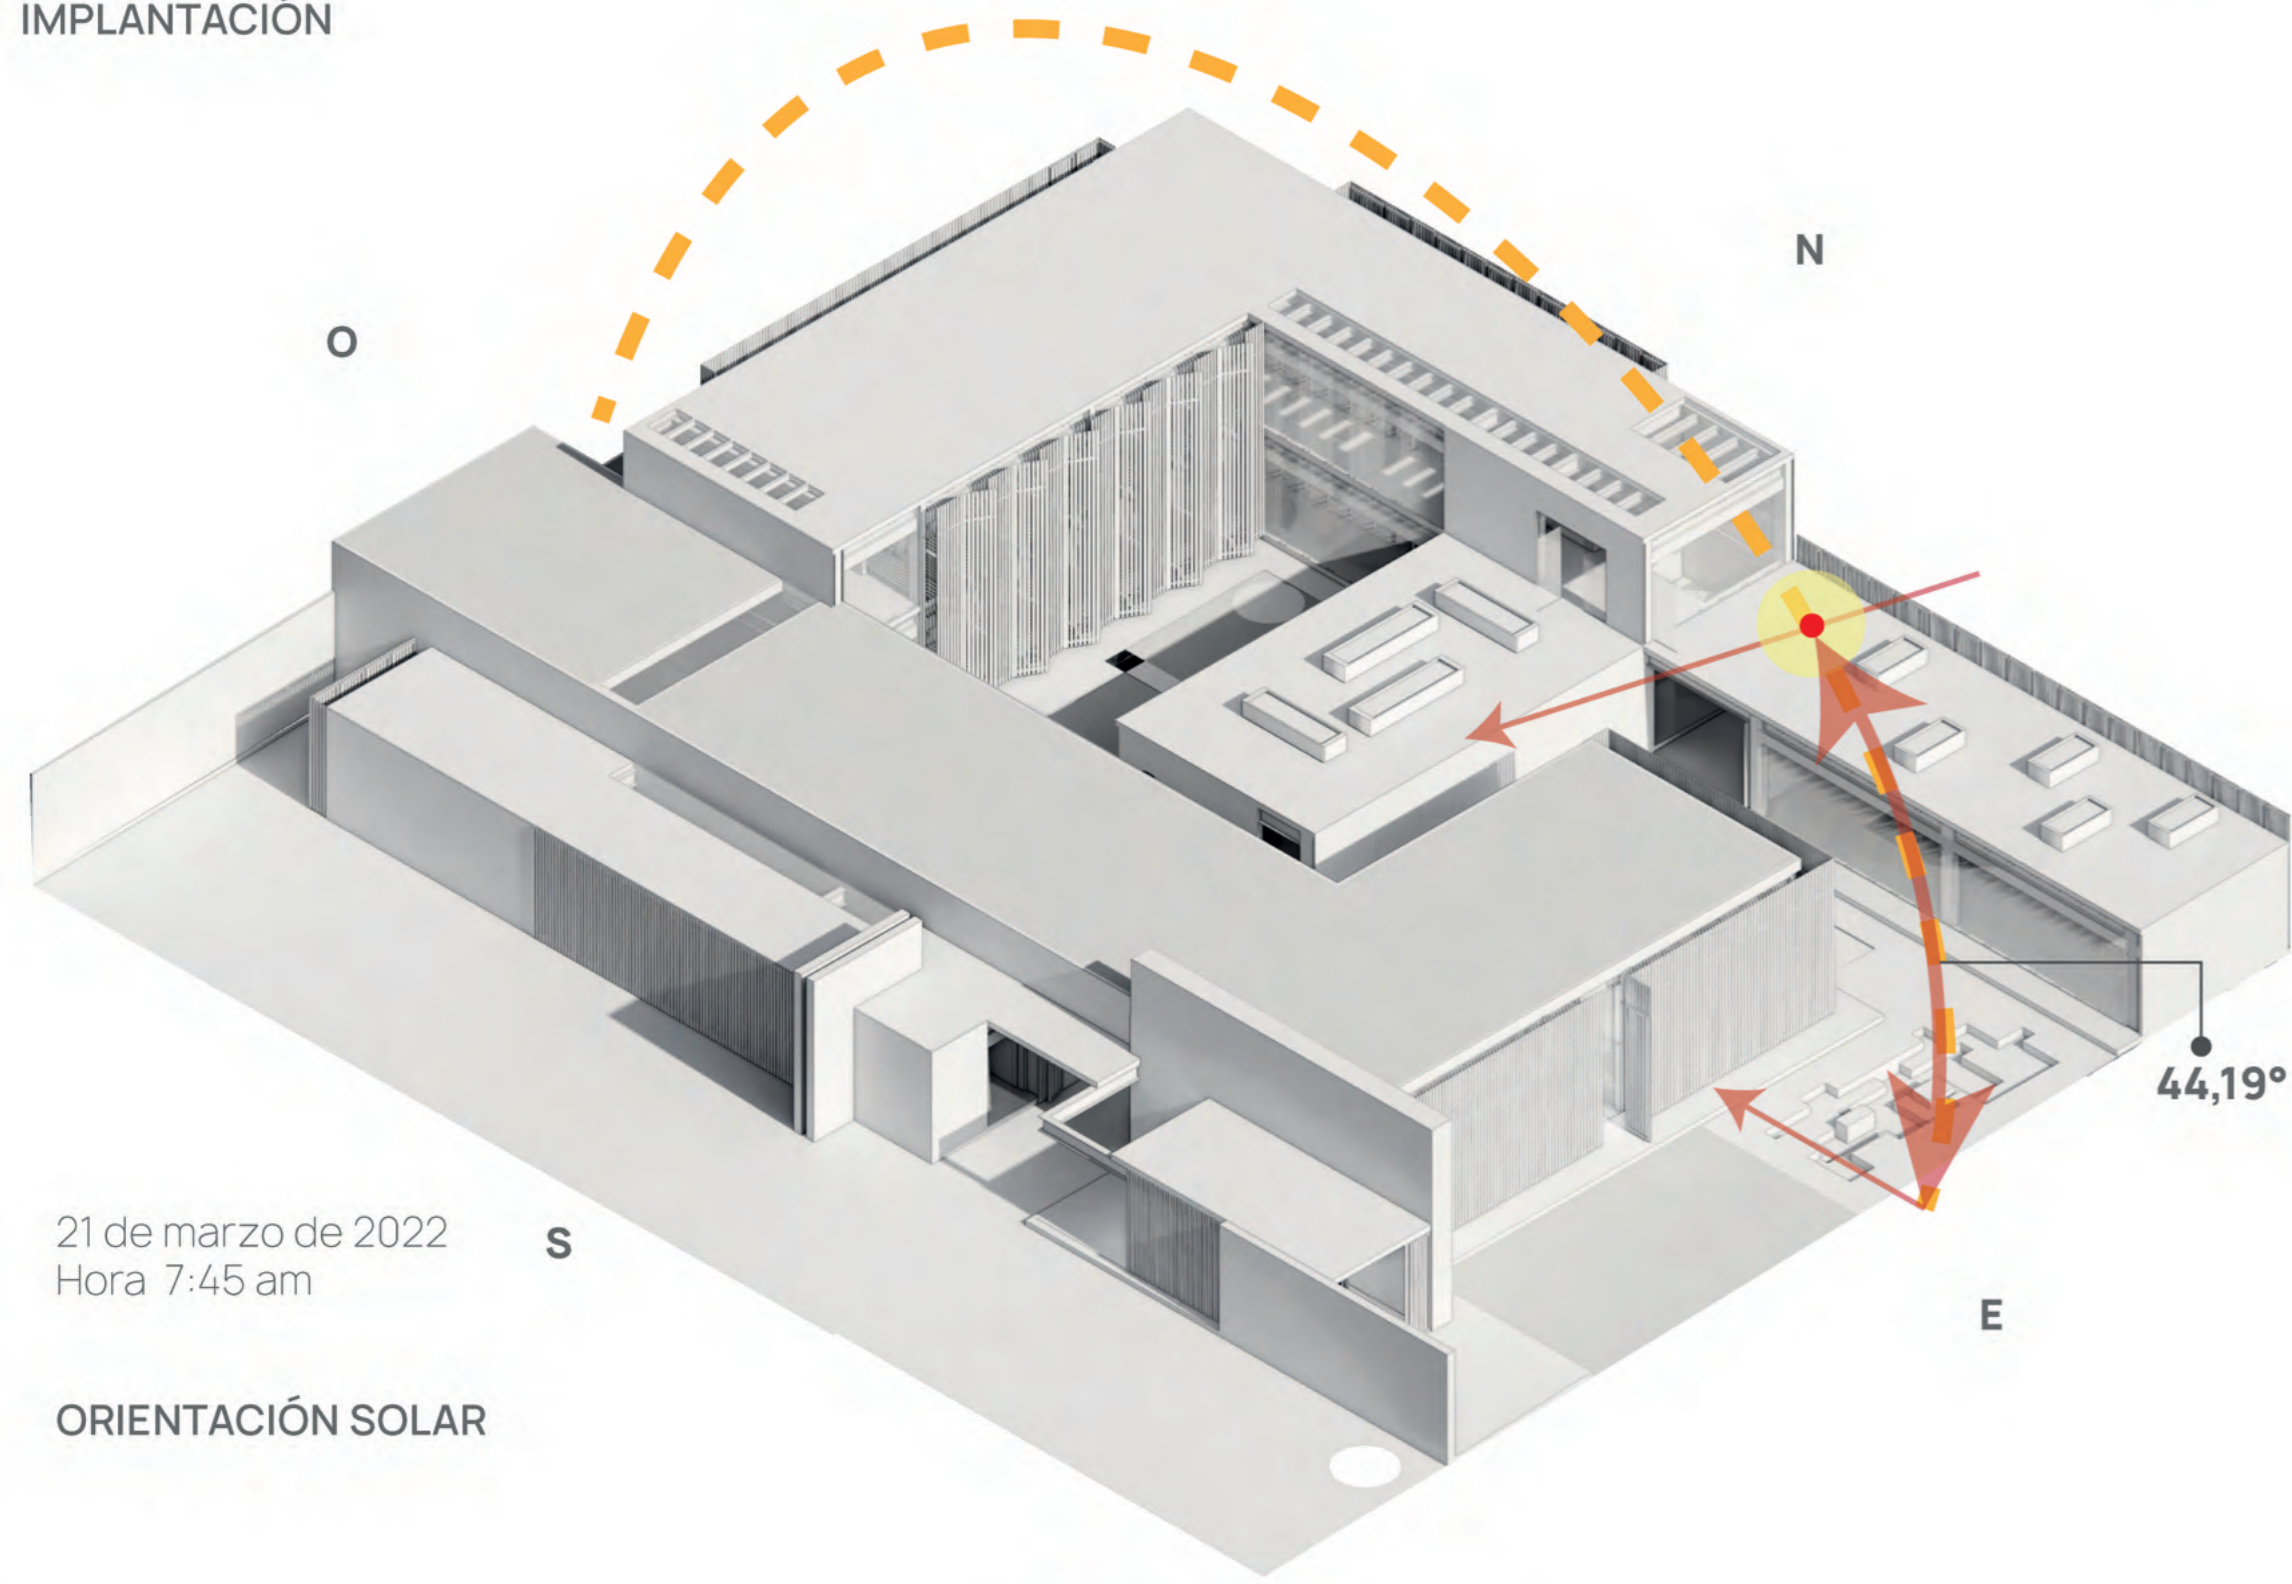 IMPLANTACIÓN
N
O
44,19°
21 de marzo de 2022
Hora 7:45 am
S
E
ORIENTACIÓN SOLAR